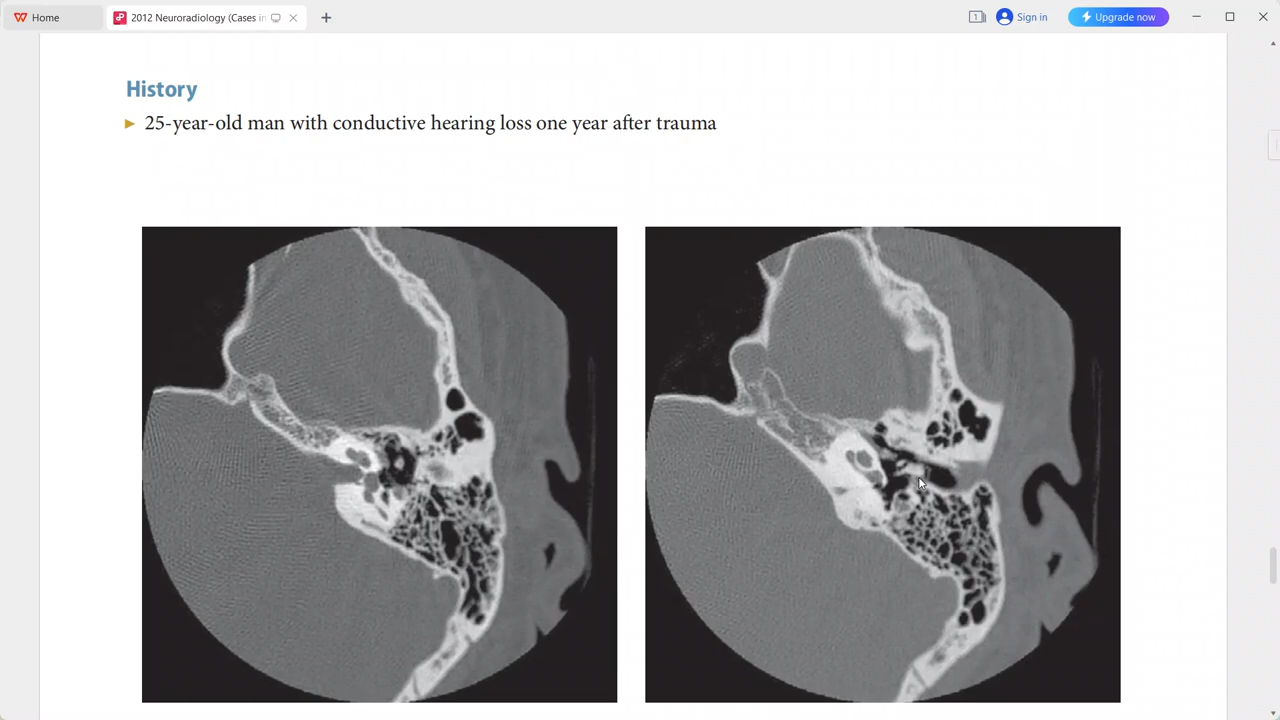 Home
2012 Neuroradiology (Cases in
1
Sign in
Upgrade now
History
► 25-year-old man with conductive hearing loss one year after trauma